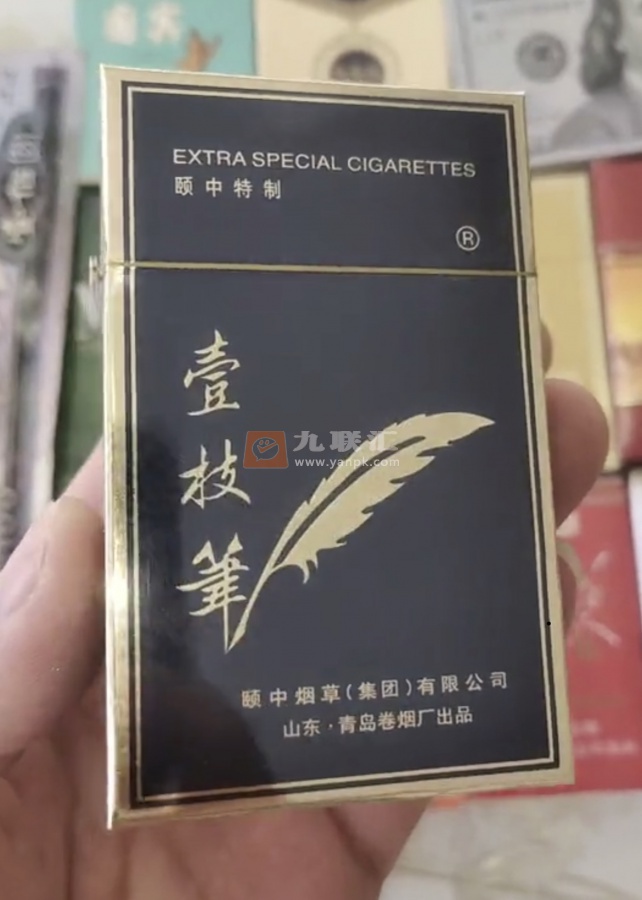 EXTRA SPECIAL CIGARETTES
颐中特制
®
壹枝筆
九联汇
www.yanpk.com
颐中烟草(集团)有限公司
山东·青岛卷烟厂出品